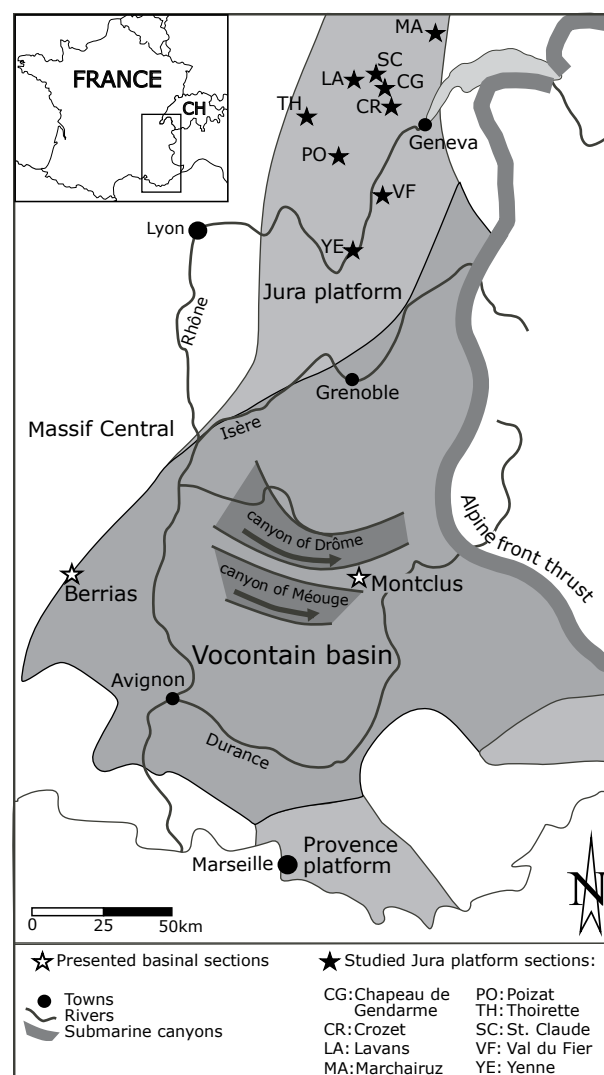 FRANCE
CH
MA
SC
LA
CG
TH
CR
Geneva
PO
VF
Lyon
YE
Jura platform
Rhône
Grenoble
Massif Central
Isère
Alpine front thrust
canyon of Drôme
canyon of Méouge
Montclus
Berrias
Vocontain basin
Avignon
Durance
Provence
platform
Marseille
N
0 25 50km
Presented basinal sections
Towns
Rivers
Submarine canyons
Studied Jura platform sections:
CG: Chapeau de
Gendarme
CR: Crozet
LA: Lavans
MA: Marchairuz
PO: Poizat
TH: Thoirette
SC: St. Claude
VF: Val du Fier
YE: Yenne